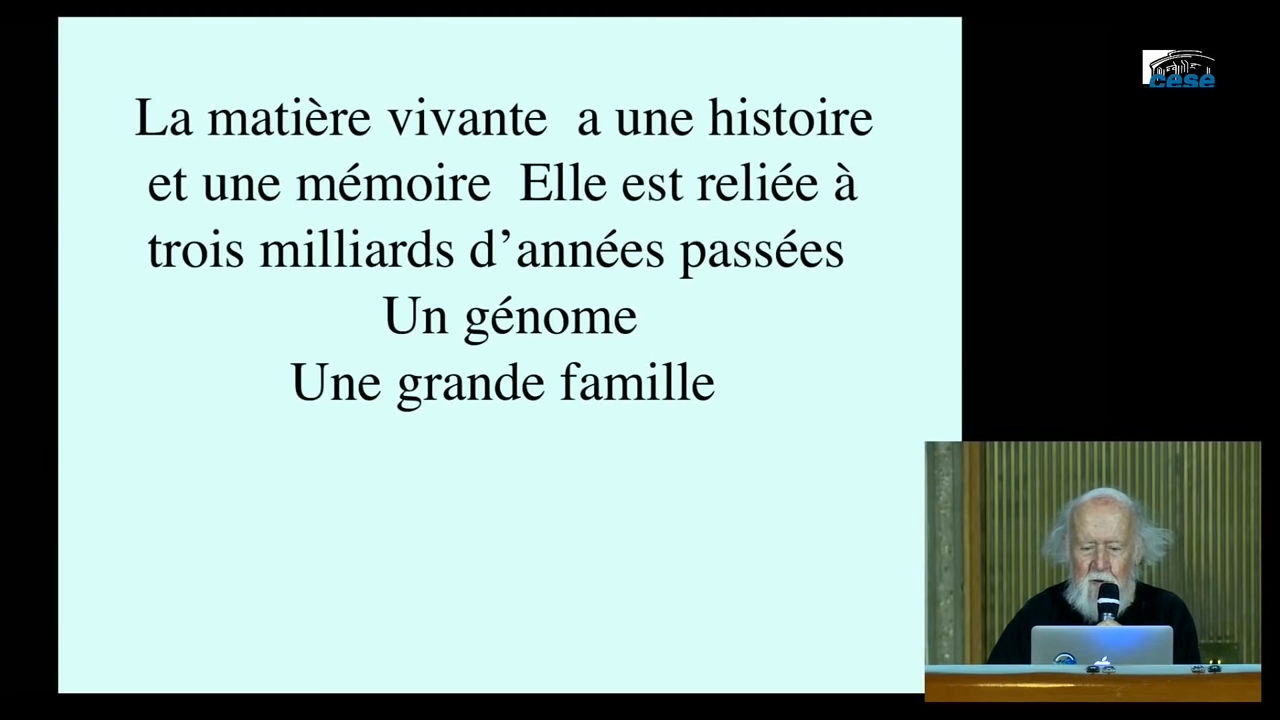 La matière vivante a une histoire
et une mémoire Elle est reliée à
trois milliards d’années passées
Un génome
Une grande famille
cese